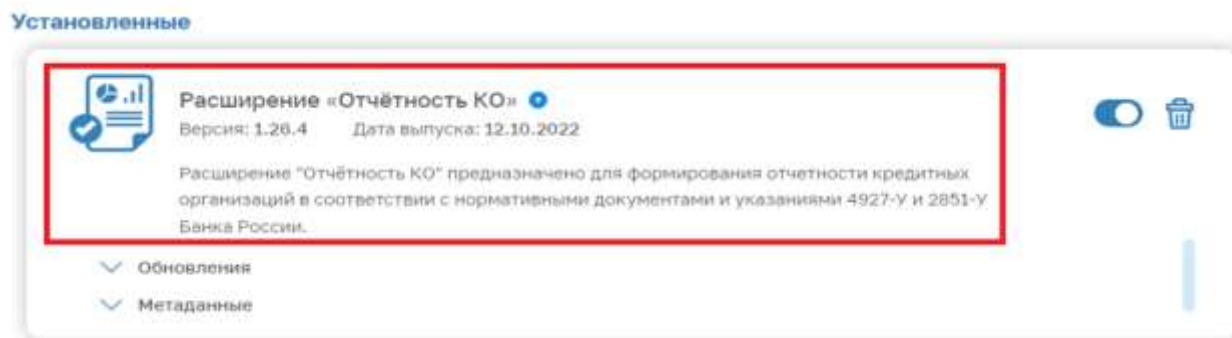 Установленные
Расширение «Отчётность КО»
Версия: 1.26.4 Дата выпуска: 12.10.2022
Расширение "Отчётность КО" предназначено для формирования отчетности кредитных
организаций в соответствии с нормативными документами и указаниями 4927-У и 2851-У
Банка России.
Обновления
Метаданные